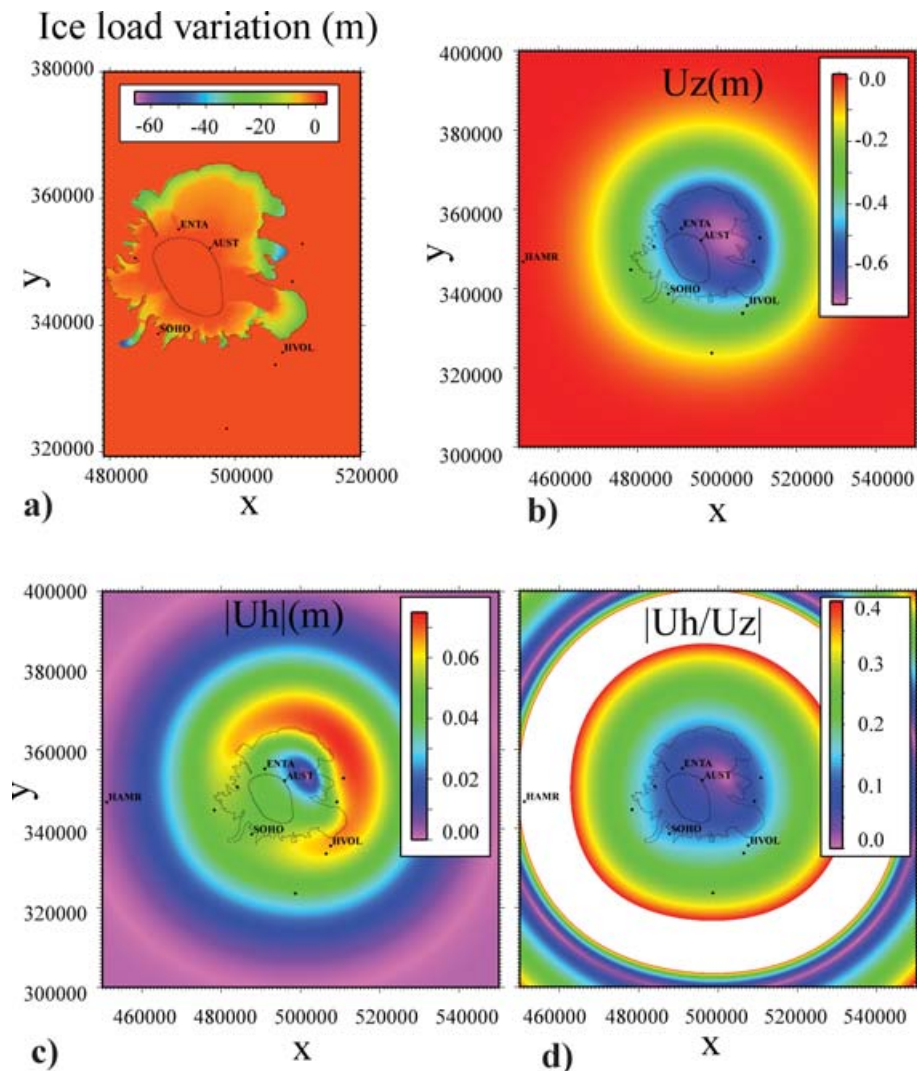 a)
Ice load variation (m)
380000
360000
340000
320000
y
-60 -40 -20 0
ENTA
AUST
SOHO
HVOL
480000 500000 520000
x
b)
Uz(m)
400000
380000
360000
340000
320000
300000
y
0.0
-0.2
-0.4
-0.6
HAMR
ENTA
AUST
SOHO
HVOL
460000 480000 500000 520000 540000
x
c)
|Uh|(m)
400000
380000
360000
340000
320000
300000
y
0.06
0.04
0.02
0.00
HAMR
ENTA
AUST
SOHO
HVOL
460000 480000 500000 520000 540000
x
d)
|Uh/Uz|
0.4
0.3
0.2
0.1
0.0
HAMR
ENTA
AUST
SOHO
HVOL
460000 480000 500000 520000 540000
x